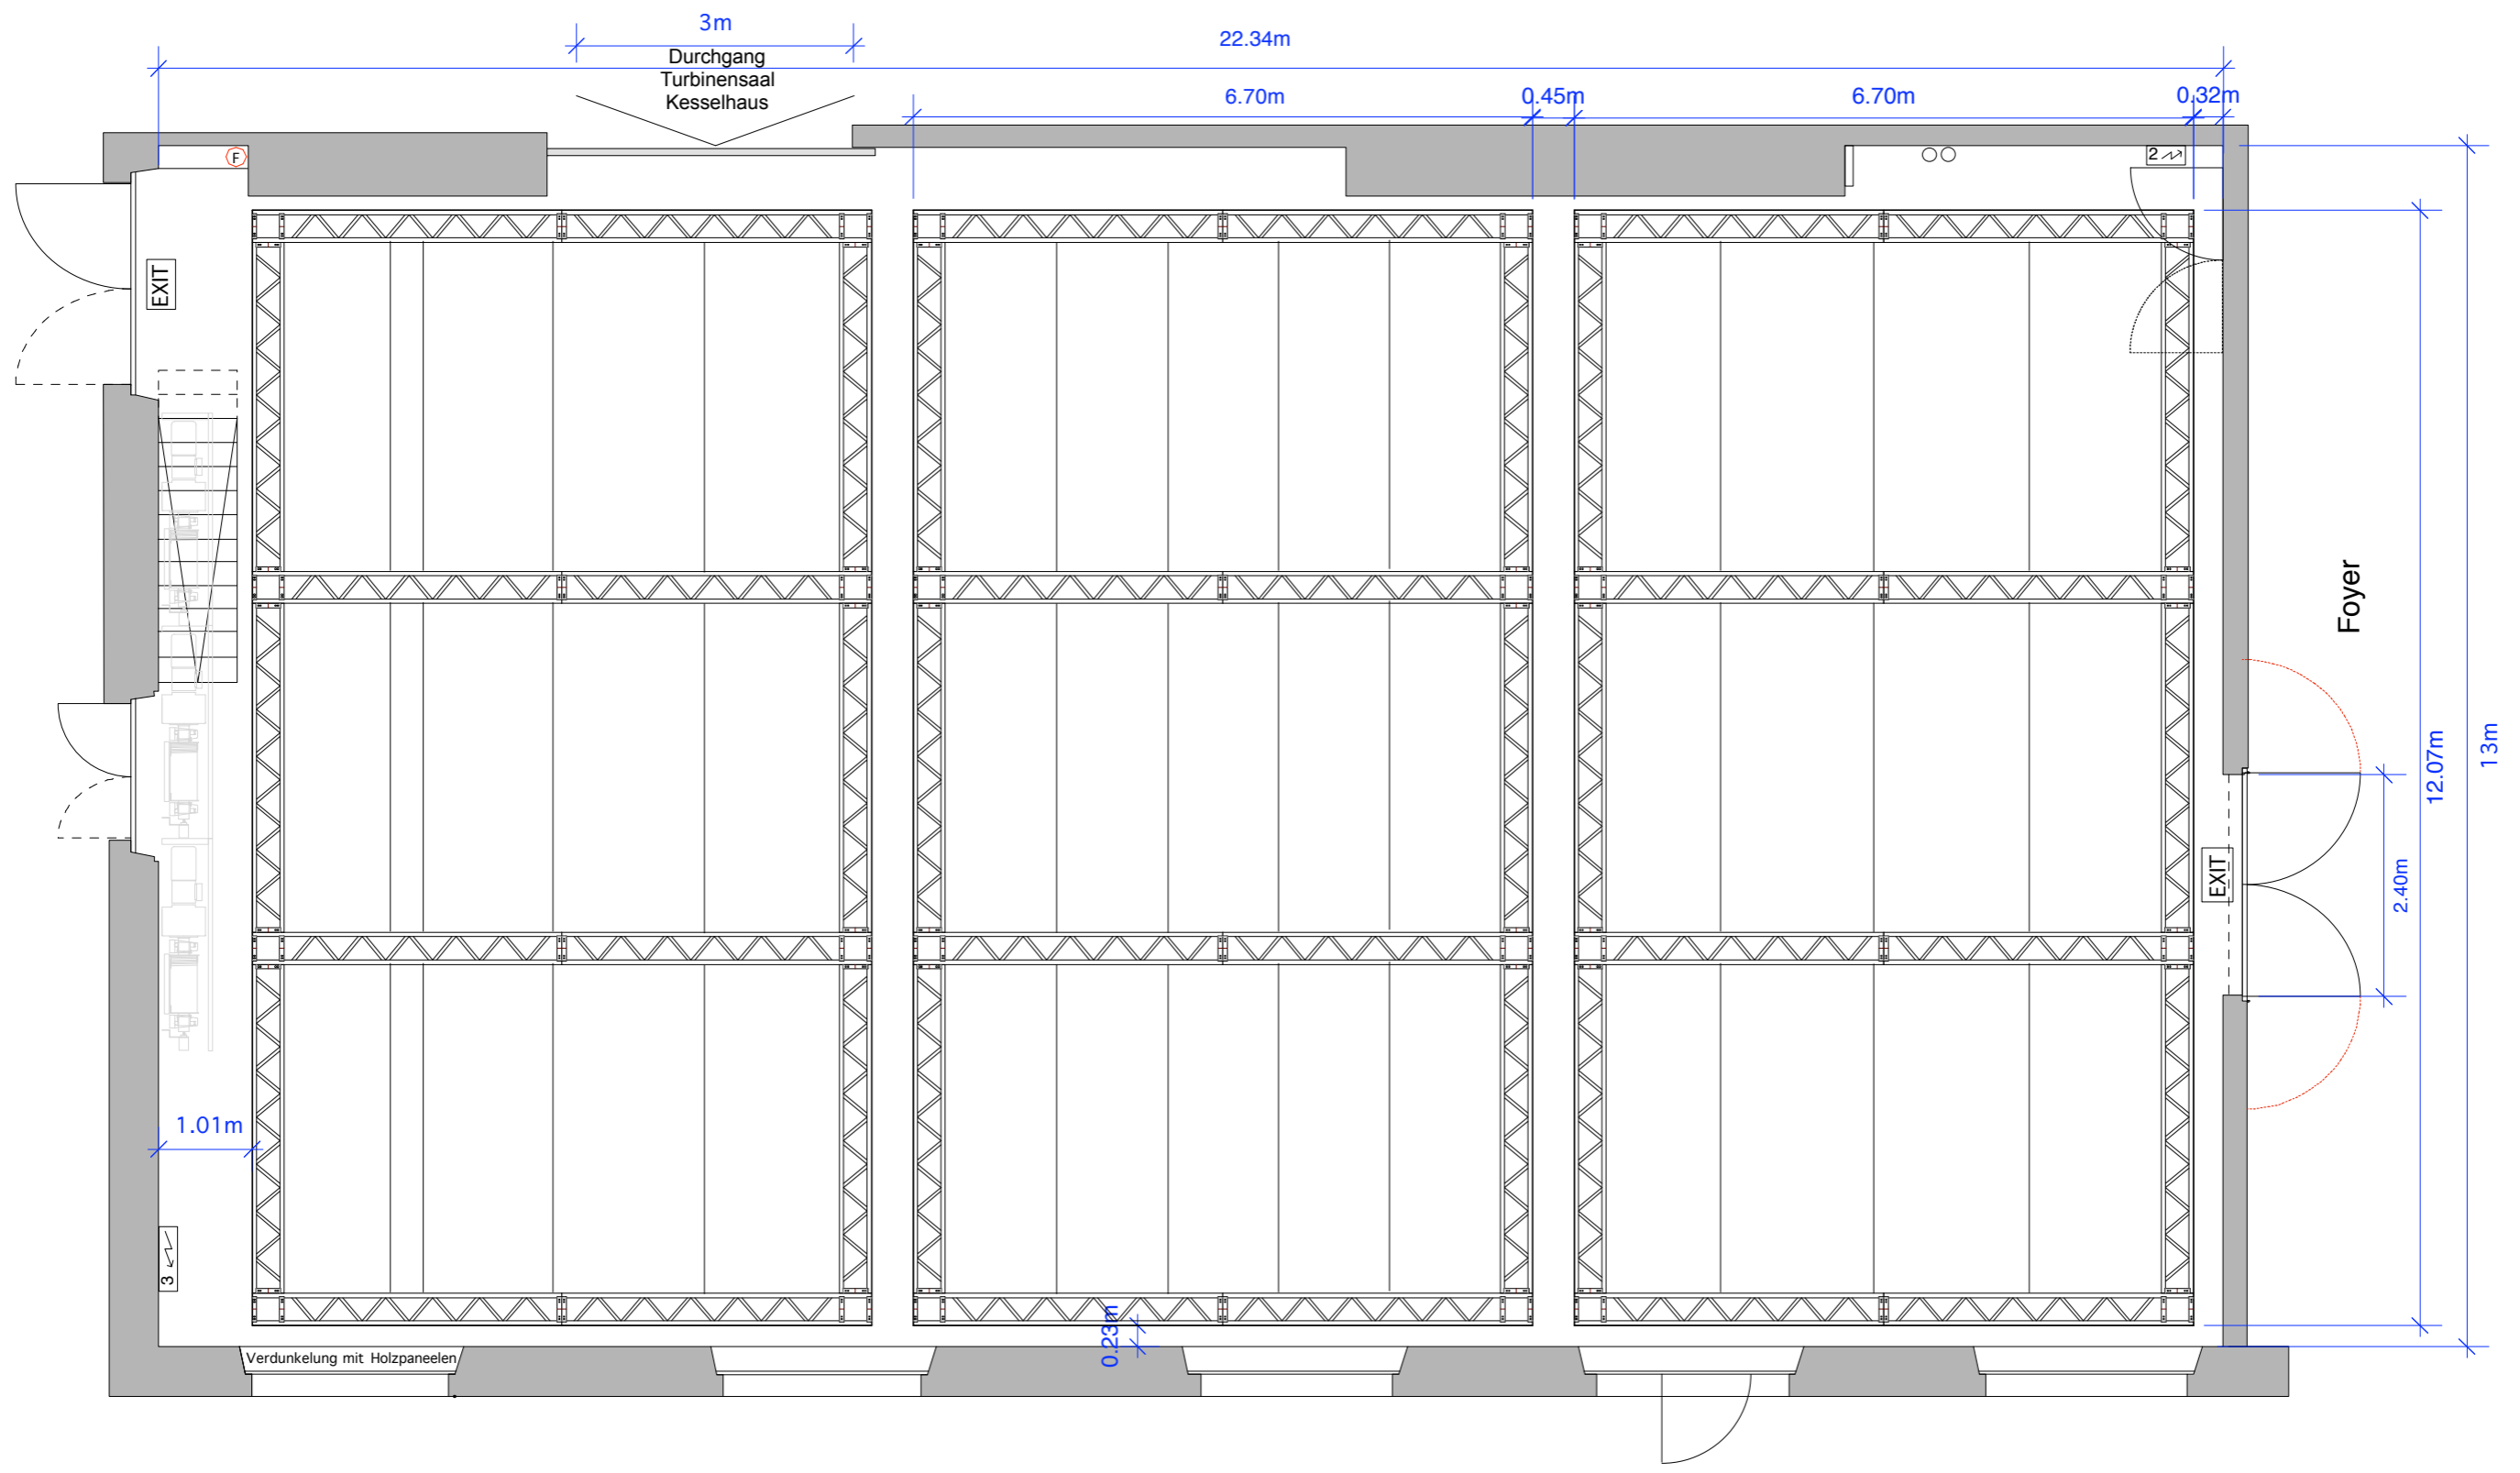 3m
22.34m
Durchgang
Turbinensaal
Kesselhaus
6.70m
0.45m
6.70m
0.32m
F
2
EXIT
Foyer
12.07m
13m
EXIT
2.40m
1.01m
3
0.23m
Verdunkelung mit Holzpaneelen